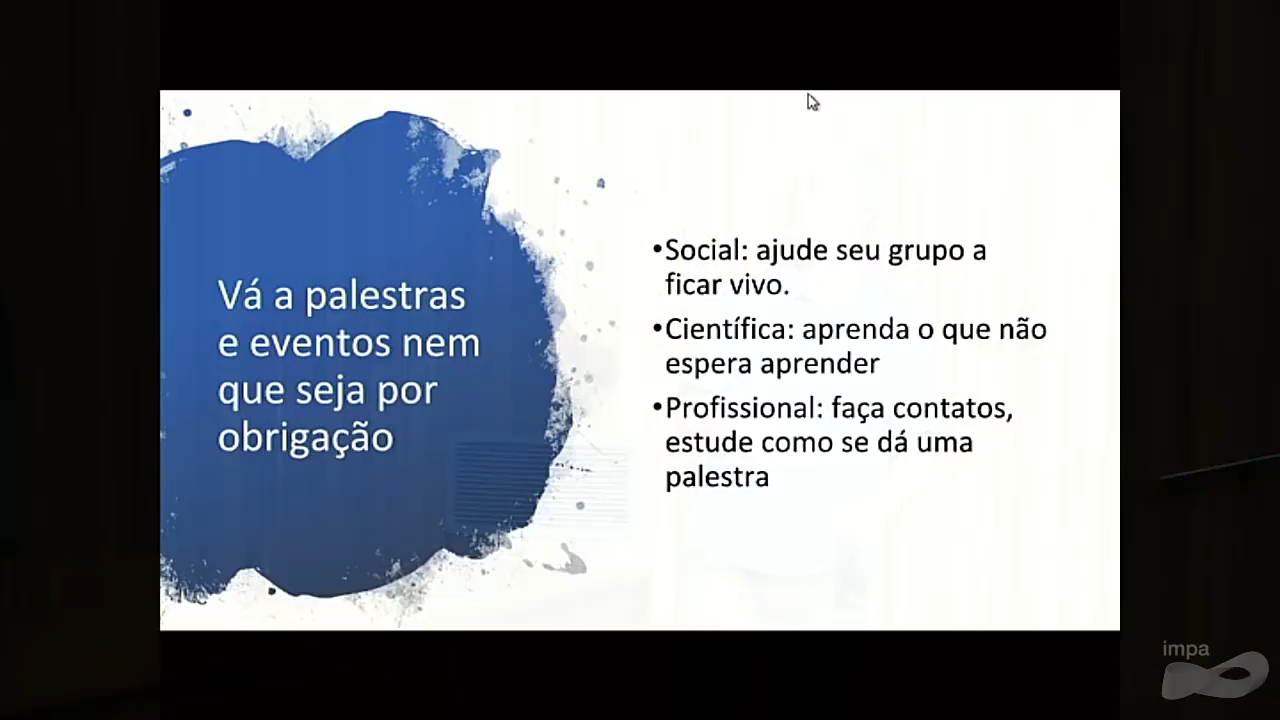 Vá a palestras
e eventos nem
que seja por
obrigação
•Social: ajude seu grupo a
ficar vivo.
•Científica: aprenda o que não
espera aprender
•Profissional: faça contatos,
estude como se dá uma
palestra
impa